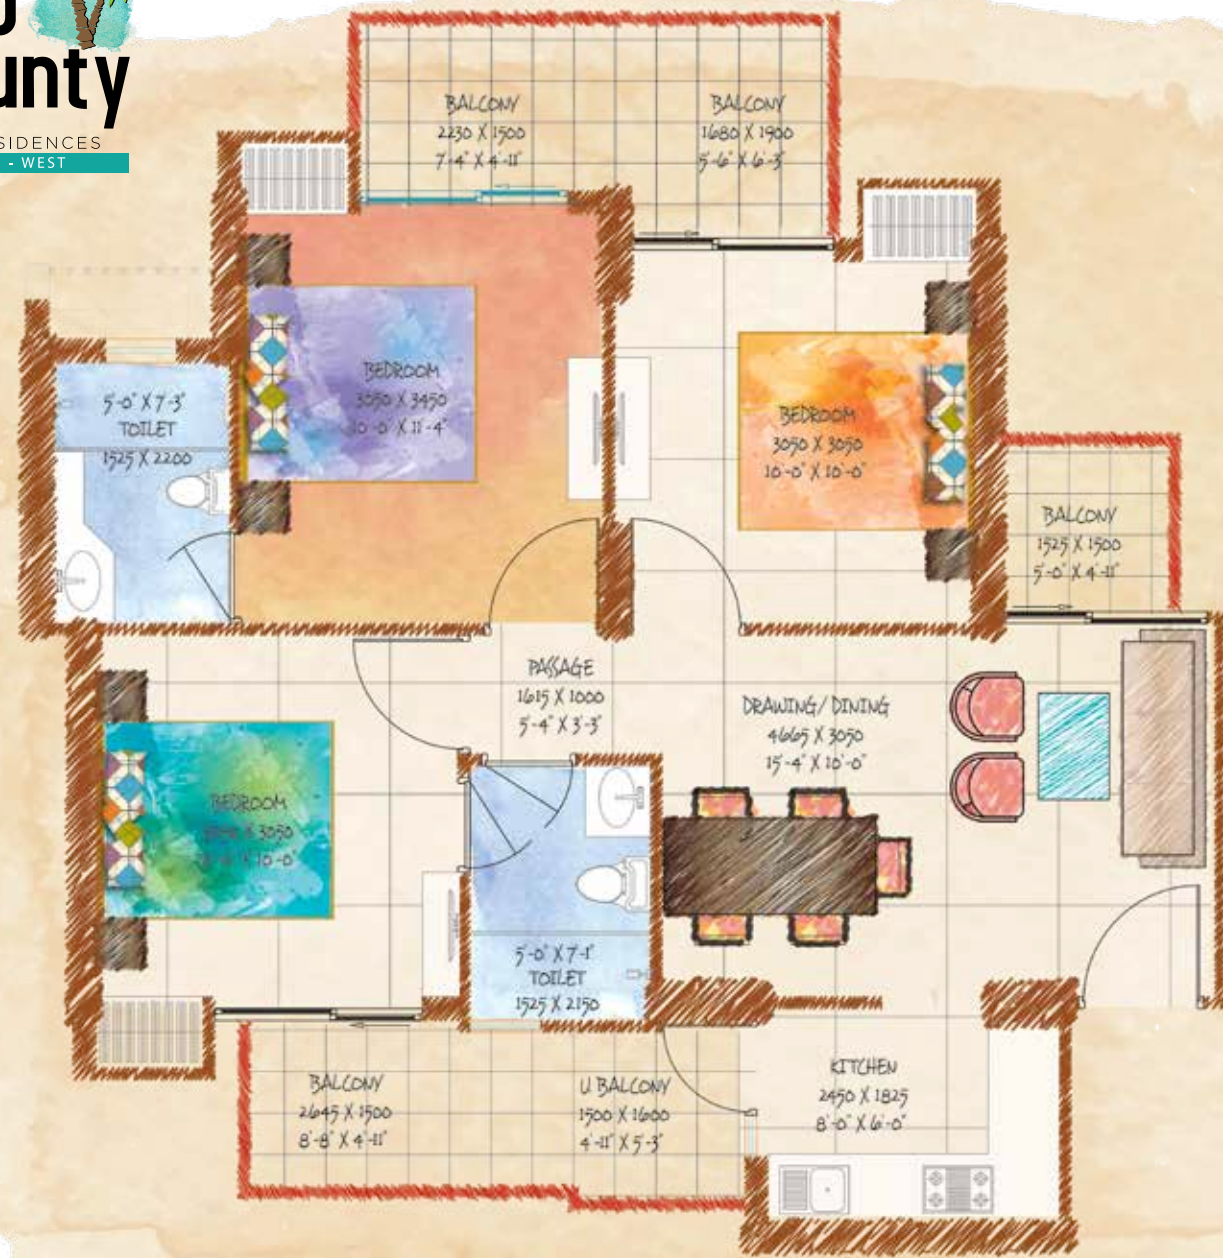 unty
SIDENCES
- WEST
BALCONY
2230 X 1500
7'-4" X 4'-11"
BALCONY
1680 X 1900
5'-6" X 6'-3"
5'-0" X 7'-3"
TOILET
1525 X 2200
BEDROOM
3050 X 3450
10'-0" X 11'-4"
BEDROOM
3050 X 3050
10'-0" X 10'-0"
BALCONY
1525 X 1500
5'-0" X 4'-11"
PASSAGE
1615 X 1000
5'-4" X 3'-3"
DRAWING/DINING
4665 X 3050
15'-4" X 10'-0"
BEDROOM
X 3050
X 10'-0"
5'-0" X 7'-1"
TOILET
1525 X 2150
BALCONY
2645 X 1500
8'-8" X 4'-11"
U.BALCONY
1500 X 1600
4'-11" X 5'-3"
KITCHEN
2450 X 1825
8'-0" X 6'-0"